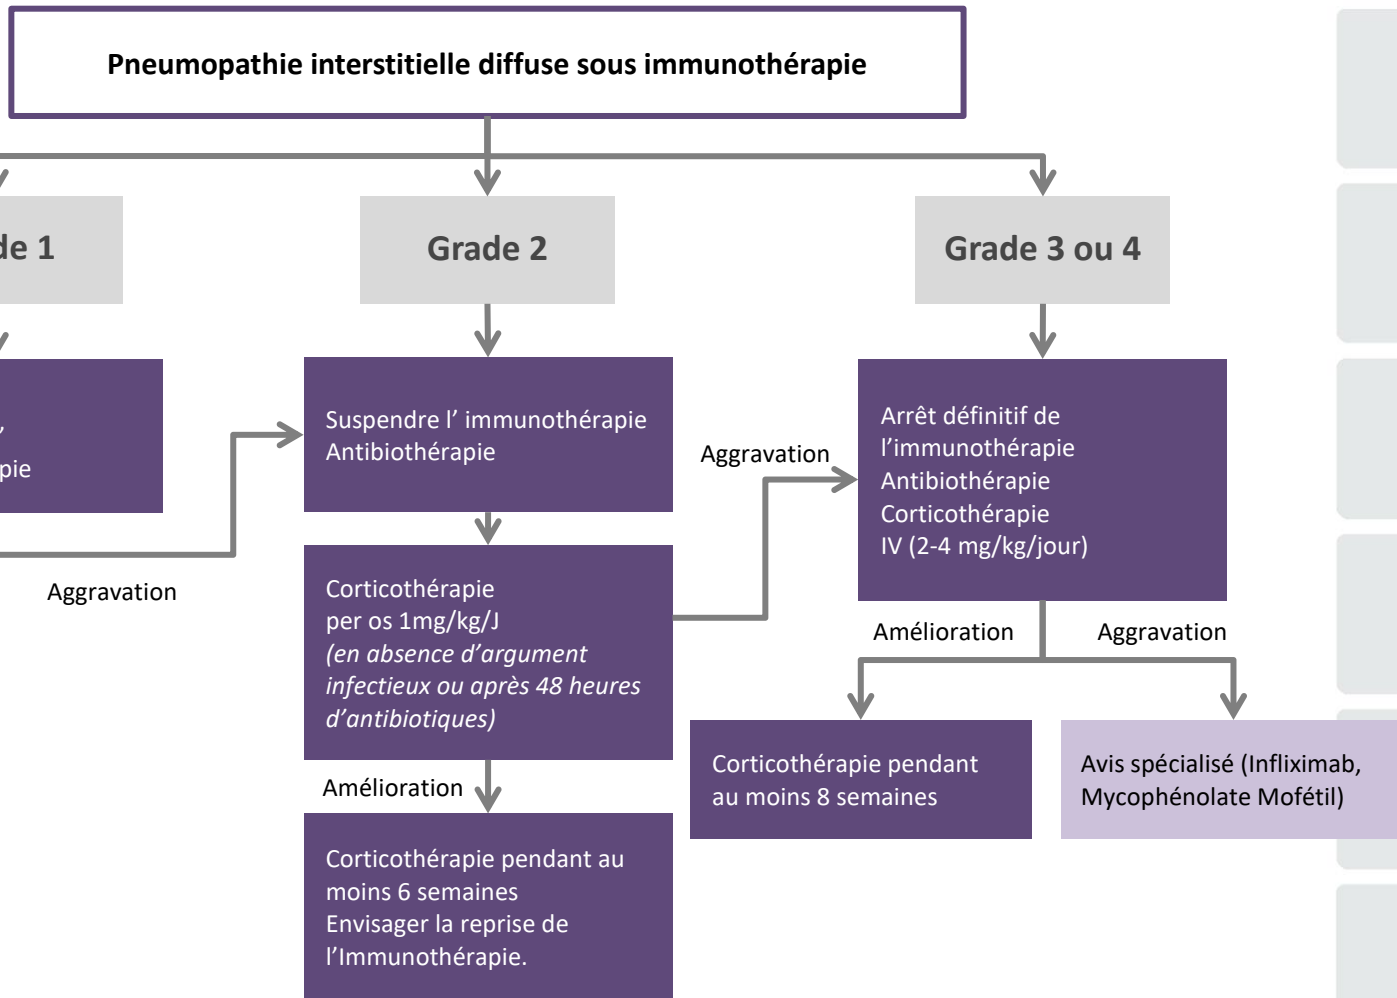 Pneumopathie interstitielle diffuse sous immunothérapie
de 1
Grade 2
Grade 3 ou 4
,
pie
Aggravation
Suspendre l’ immunothérapie
Antibiothérapie
Corticothérapie
per os 1mg/kg/J
(en absence d’argument
infectieux ou après 48 heures
d’antibiotiques)
Amélioration
Corticothérapie pendant au
moins 6 semaines
Envisager la reprise de
l’Immunothérapie.
Aggravation
Arrêt définitif de
l’immunothérapie
Antibiothérapie
Corticothérapie
IV (2-4 mg/kg/jour)
Amélioration
Aggravation
Corticothérapie pendant
au moins 8 semaines
Avis spécialisé (Infliximab,
Mycophénolate Mofétil)